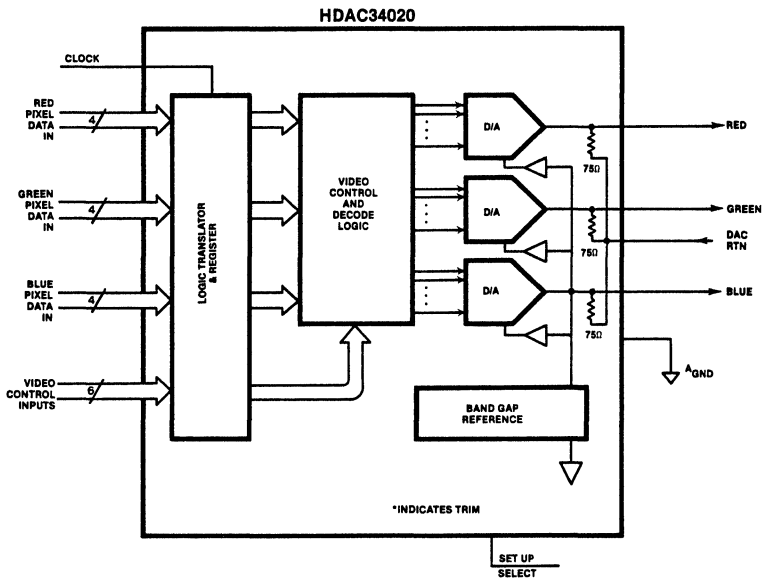 HDAC34020
CLOCK
RED
PIXEL
DATA
IN
4
GREEN
PIXEL
DATA
IN
4
BLUE
PIXEL
DATA
IN
4
VIDEO
CONTROL
INPUTS
6
LOGIC TRANSLATOR
& REGISTER
VIDEO
CONTROL
AND
DECODE
LOGIC
D/A
75Ω
RED
D/A
75Ω
GREEN
DAC
RTN
D/A
75Ω
BLUE
AGND
BAND GAP
REFERENCE
*INDICATES TRIM
SET UP
SELECT